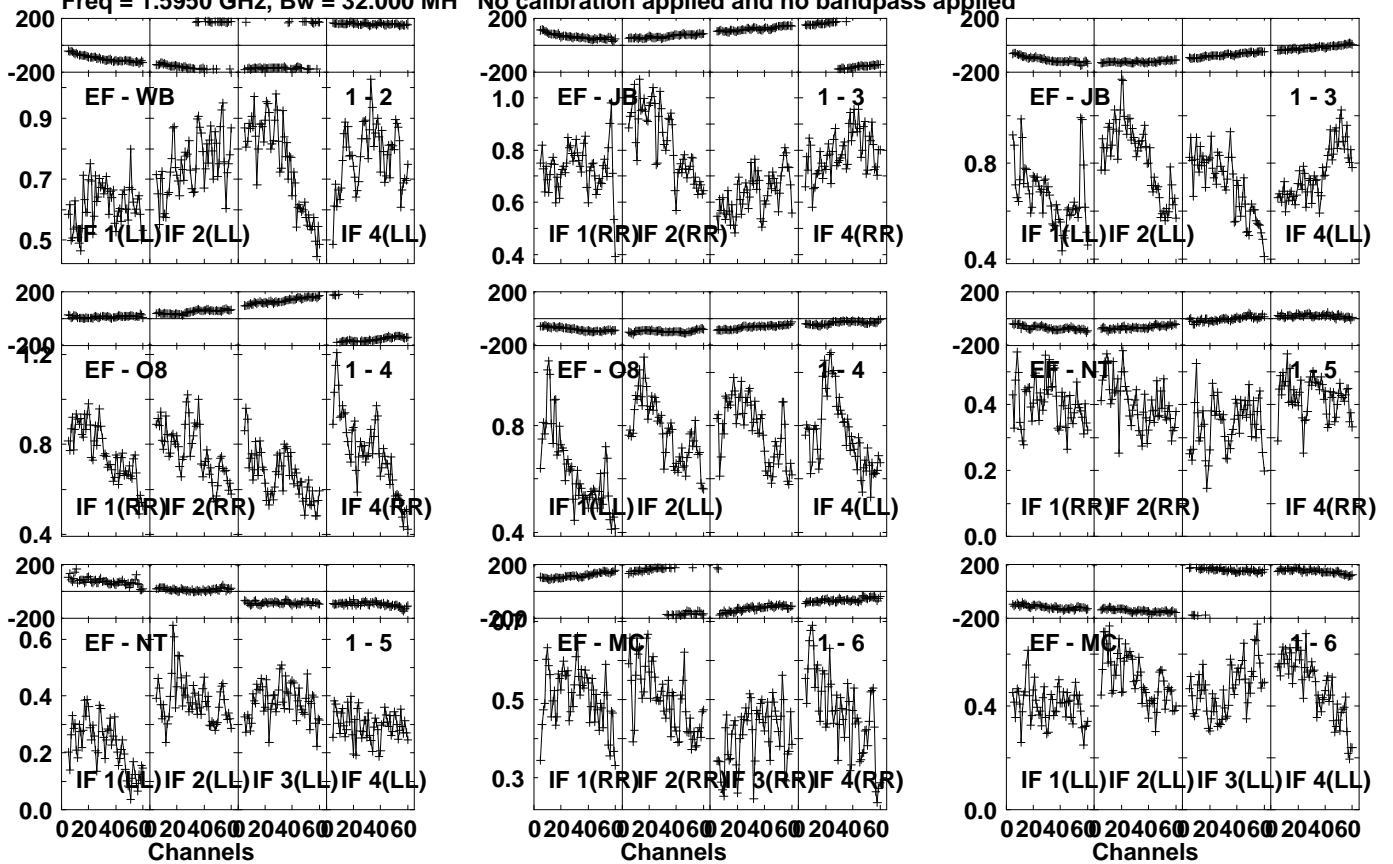 Freq = 1.5950 GHz, Bw = 32.000 MH No calibration applied and no bandpass applied
200
-200
EF - WB 1 - 2
0.9
0.7
0.5
IF 1(LL) IF 2(LL) IF 4(LL)
200
-200
EF - JB 1 - 3
1.0
0.8
0.6
0.4
IF 1(RR) IF 2(RR) IF 4(RR)
200
-200
EF - JB 1 - 3
0.8
0.4
IF 1(LL) IF 2(LL) IF 4(LL)
200
-200
1.2
EF - O8 1 - 4
0.8
0.4
IF 1(RR) IF 2(RR) IF 4(RR)
200
-200
EF - O8 1 - 4
0.8
0.4
IF 1(LL) IF 2(LL) IF 4(LL)
200
-200
EF - NT 1 - 5
0.4
0.2
0.0
IF 1(RR) IF 2(RR) IF 4(RR)
200
-200
0.6
EF - NT 1 - 5
0.4
0.2
0.0
IF 1(LL) IF 2(LL) IF 3(LL) IF 4(LL)
0 20 40 60 0 20 40 60 0 20 40 60 0 20 40 60
Channels
200
-200
0.7
EF - MC 1 - 6
0.5
0.3
IF 1(RR) IF 2(RR) IF 3(RR) IF 4(RR)
0 20 40 60 0 20 40 60 0 20 40 60 0 20 40 60
Channels
200
-200
EF - MC 1 - 6
0.4
0.0
IF 1(LL) IF 2(LL) IF 3(LL) IF 4(LL)
0 20 40 60 0 20 40 60 0 20 40 60 0 20 40 60
Channels